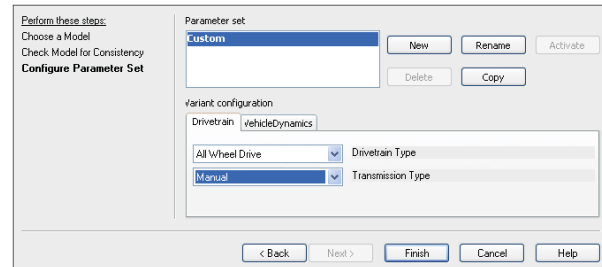 Perform these steps:
Choose a Model
Check Model for Consistency
Configure Parameter Set
Parameter set
Custom
New
Rename
Activate
Delete
Copy
Variant configuration
Drivetrain
VehicleDynamics
All Wheel Drive
Drivetrain Type
Manual
Transmission Type
< Back
Next >
Finish
Cancel
Help